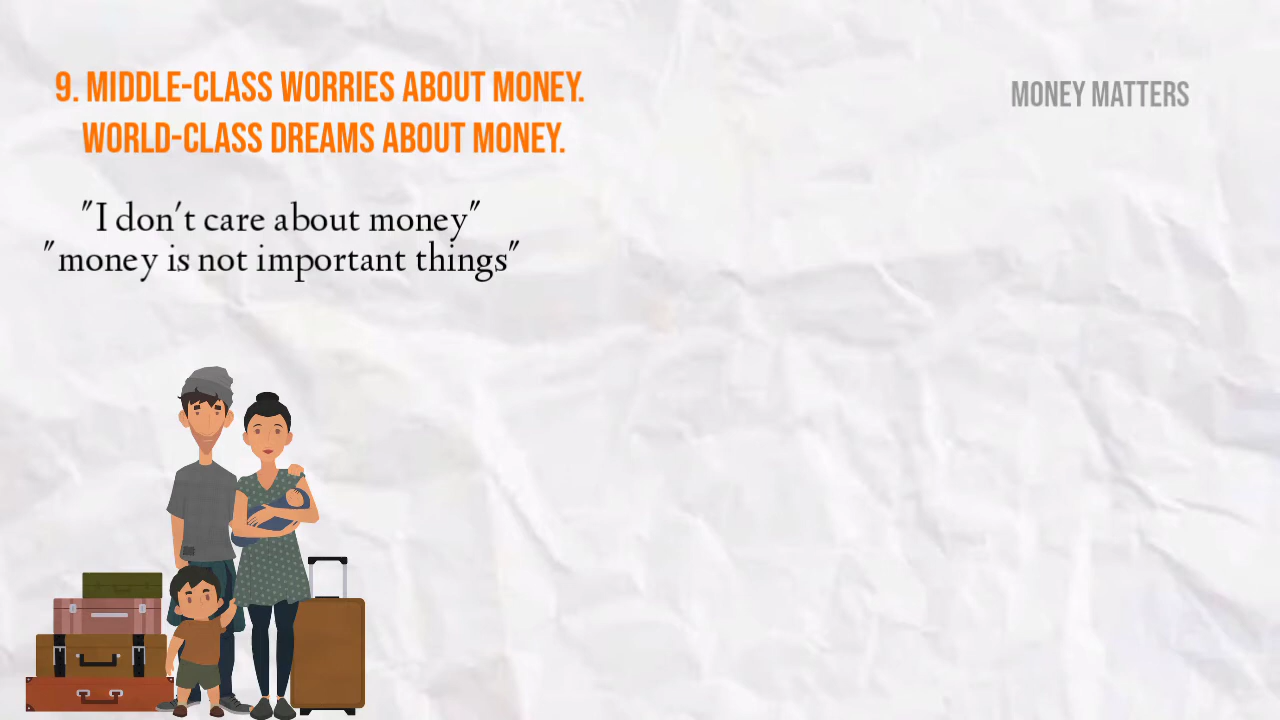 9. MIDDLE-CLASS WORRIES ABOUT MONEY.
WORLD-CLASS DREAMS ABOUT MONEY.
MONEY MATTERS
"I don't care about money"
"money is not important things"